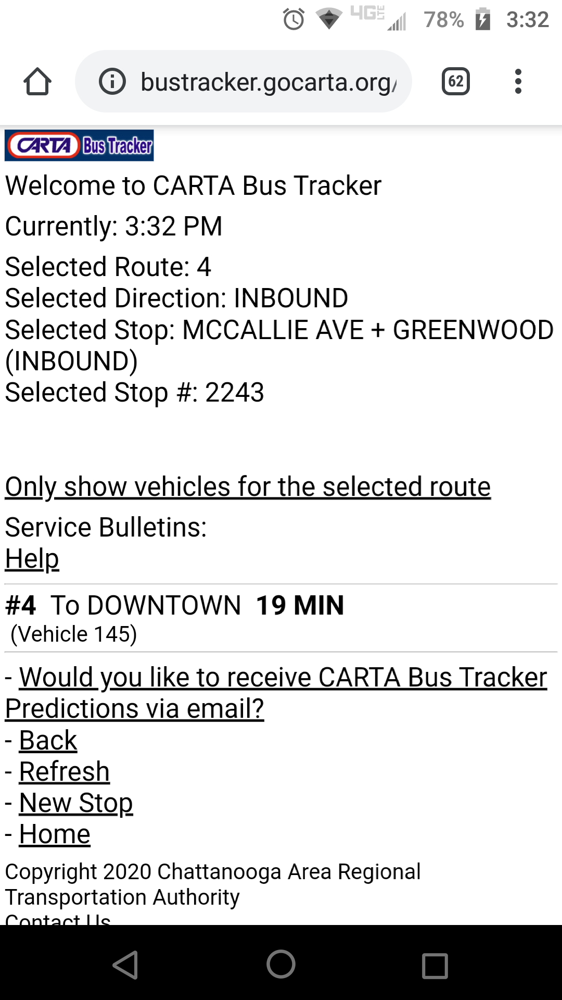 4G LTE 78% 3:32
bustracker.gocarta.org/ 62
CARTA Bus Tracker
Welcome to CARTA Bus Tracker
Currently: 3:32 PM
Selected Route: 4
Selected Direction: INBOUND
Selected Stop: MCCALLIE AVE + GREENWOOD
(INBOUND)
Selected Stop #: 2243
Only show vehicles for the selected route
Service Bulletins:
Help
#4 To DOWNTOWN 19 MIN
(Vehicle 145)
- Would you like to receive CARTA Bus Tracker
Predictions via email?
- Back
- Refresh
- New Stop
- Home
Copyright 2020 Chattanooga Area Regional
Transportation Authority
Contact Us